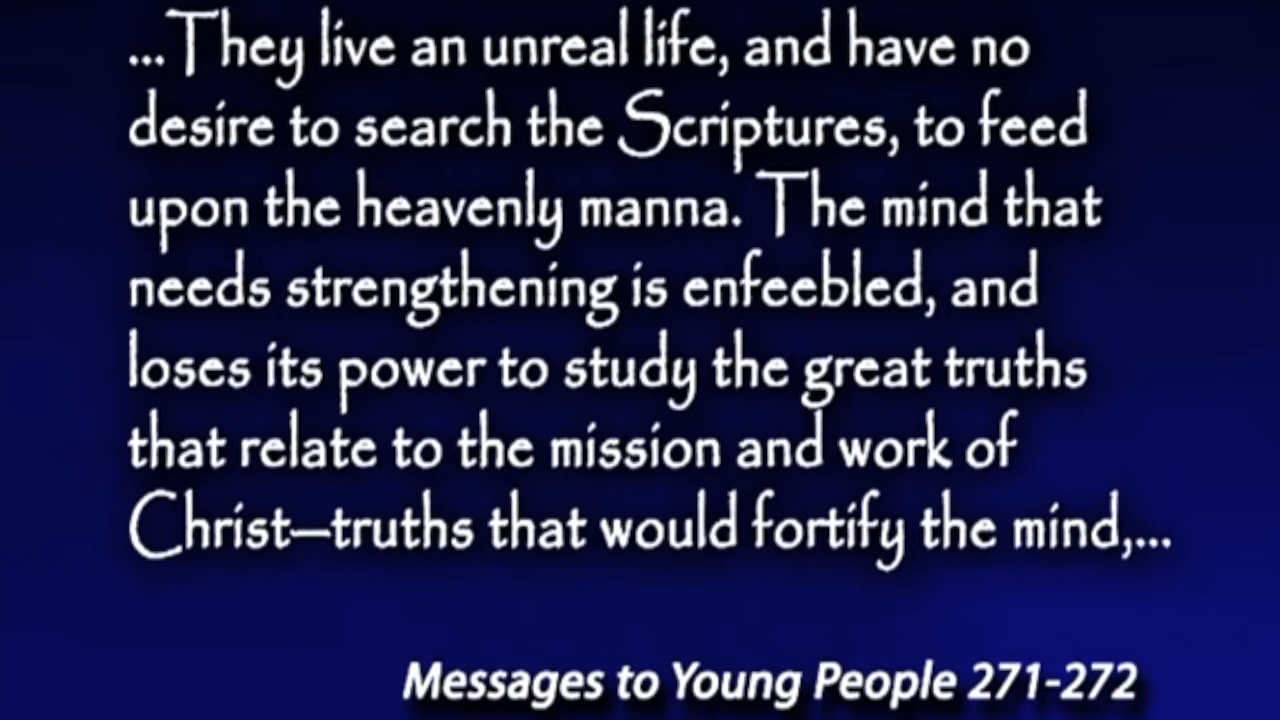 ...They live an unreal life, and have no
desire to search the Scriptures, to feed
upon the heavenly manna. The mind that
needs strengthening is enfeebled, and
loses its power to study the great truths
that relate to the mission and work of
Christ—truths that would fortify the mind,...
Messages to Young People 271-272